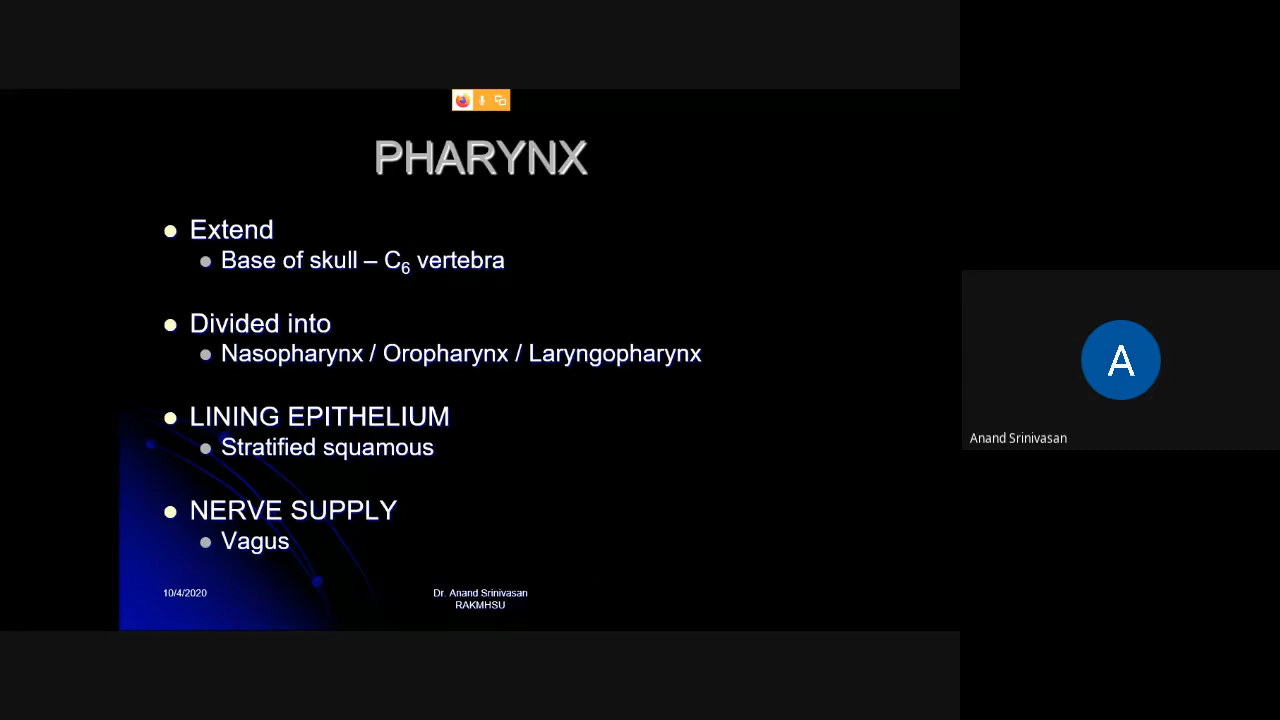 PHARYNX
Extend
Base of skull – C6 vertebra
Divided into
Nasopharynx / Oropharynx / Laryngopharynx
LINING EPITHELIUM
Stratified squamous
NERVE SUPPLY
Vagus
10/4/2020
Dr. Anand Srinivasan
RAKMHSU
A
Anand Srinivasan